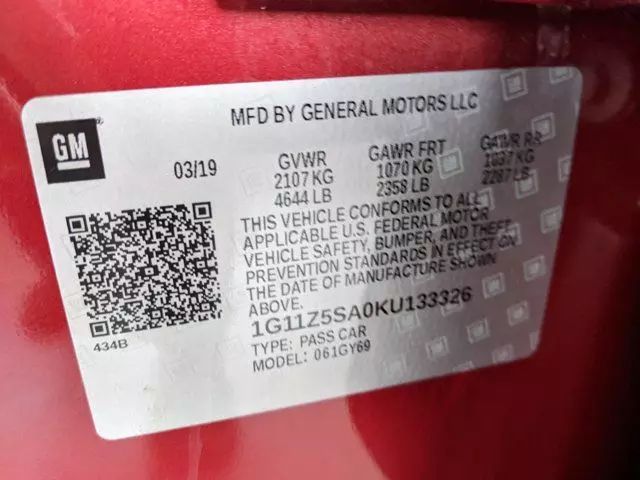 MFD BY GENERAL MOTORS LLC
GM
03/19
GVWR GAWR FRT GAWR RR
2107 KG 1070 KG 1037 KG
4644 LB 2358 LB 2287 LB
THIS VEHICLE CONFORMS TO ALL
APPLICABLE U.S. FEDERAL MOTOR
VEHICLE SAFETY, BUMPER, AND THEFT
PREVENTION STANDARDS IN EFFECT ON
THE DATE OF MANUFACTURE SHOWN
ABOVE.
1G11Z5SA0KU133326
TYPE: PASS CAR
MODEL: 061GY69
434B